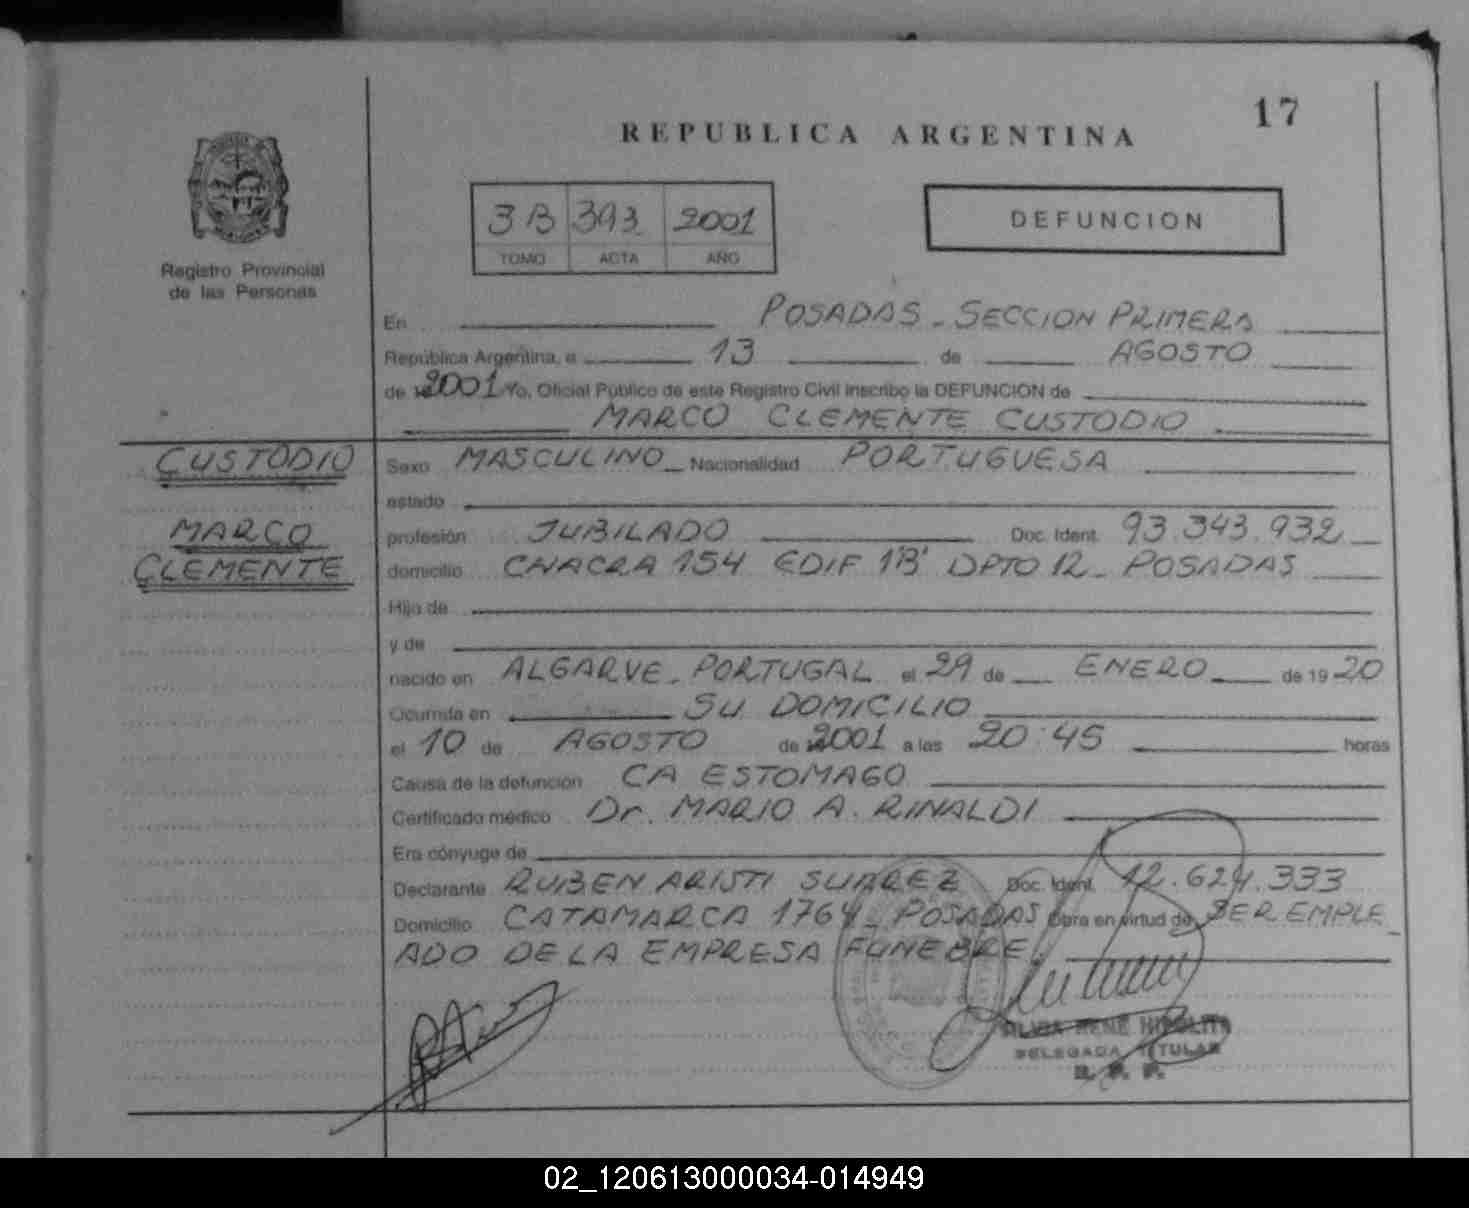 17
REPUBLICA ARGENTINA
3B 393 2001
TOMO ACTA AÑO
DEFUNCION
Registro Provincial
de las Personas
En POSADAS - SECCION PRIMERA
República Argentina, a 13 de AGOSTO
de 2001 Yo, Oficial Público de este Registro Civil inscribo la DEFUNCION de
MARCO CLEMENTE CUSTODIO
CUSTODIO
MARCO
CLEMENTE
Sexo MASCULINO - Nacionalidad PORTUGUESA
estado
profesión JUBILADO Doc. Ident. 93.343.932
domicilio CHACRA 154 EDIF 1'B' DPTO 12 - POSADAS
Hijo de
y de
nacido en ALGARVE - PORTUGAL el 29 de ENERO de 1920
Ocurrida en SU DOMICILIO
el 10 de AGOSTO de 2001 a las 20:45 horas
Causa de la defunción CA ESTOMAGO
Certificado médico Dr. MARIO A. RINALDI
Era cónyuge de
Declarante RUBEN ARISTI SUAREZ Doc. Ident. 12.624.333
Domicilio CATAMARCA 1764 - POSADAS Obra en virtud de SER EMPLE
ADO DE LA EMPRESA FUNEBRE.
RENE HIPOLITA
DELEGADA TITULAR
R. P. P.
02_120613000034-014949